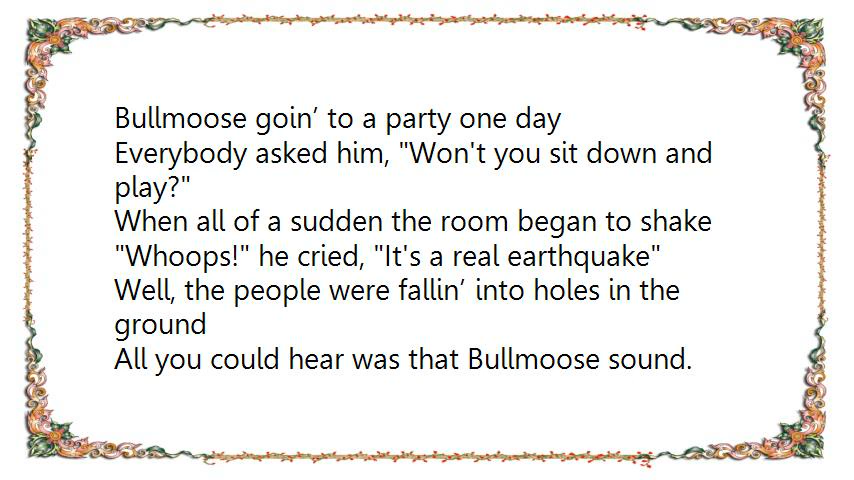 Bullmoose goin’ to a party one day
Everybody asked him, "Won't you sit down and
play?"
When all of a sudden the room began to shake
"Whoops!" he cried, "It's a real earthquake"
Well, the people were fallin’ into holes in the
ground
All you could hear was that Bullmoose sound.